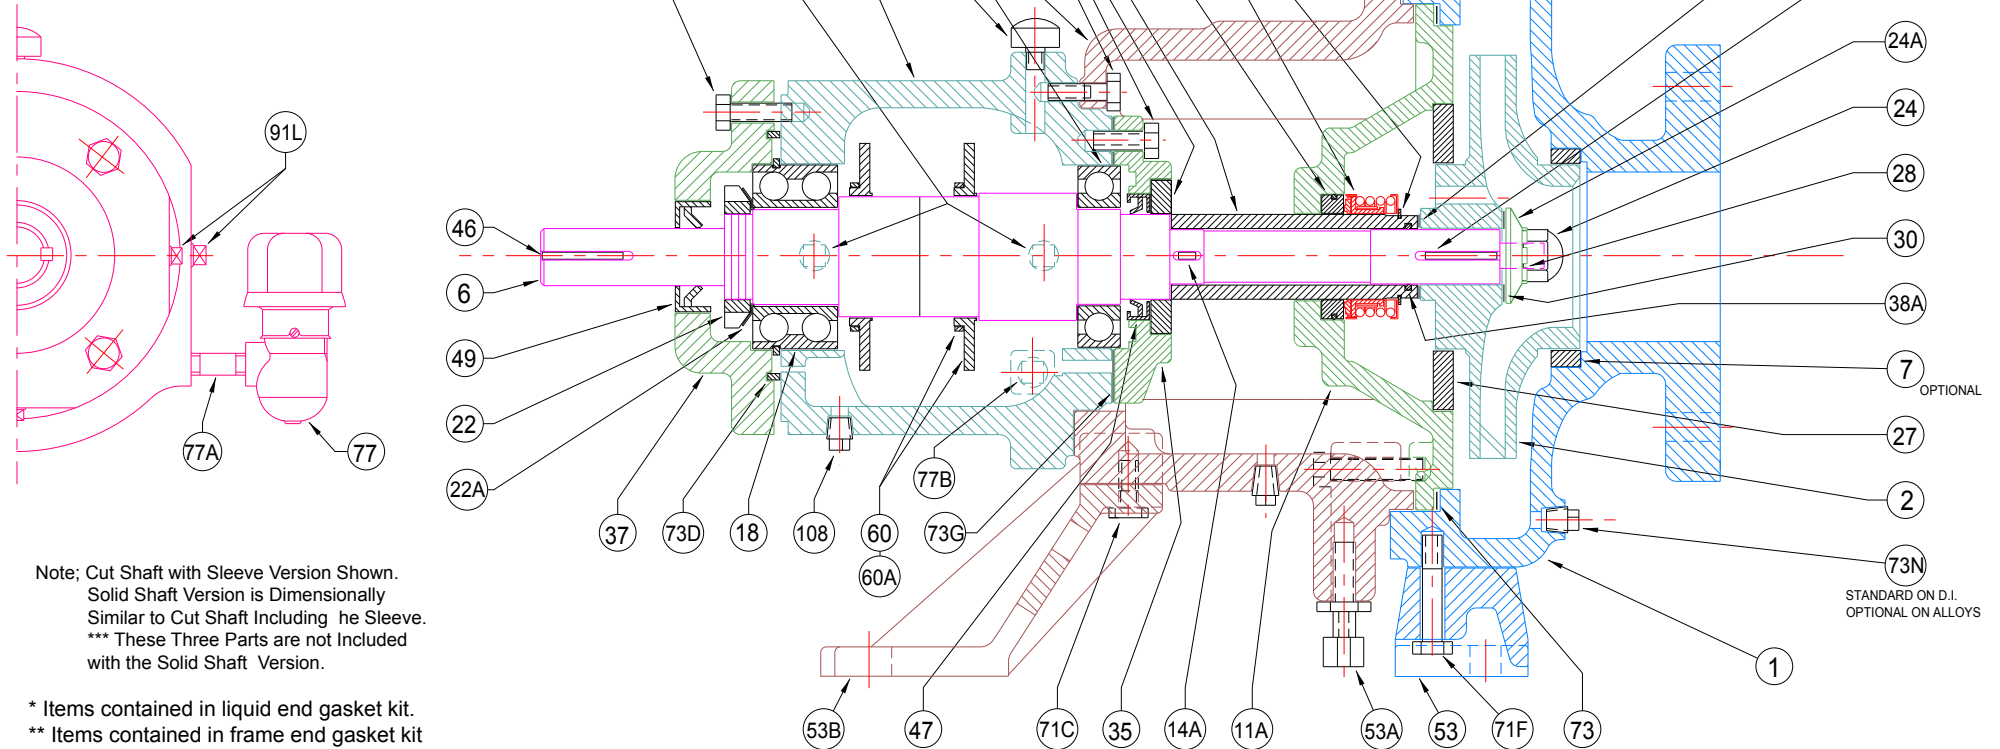 24A
24
28
30
38A
7
OPTIONAL
27
2
73N
STANDARD ON D.I.
OPTIONAL ON ALLOYS
1
91L
77A
77
46
6
49
22
22A
37
73D
18
108
60
60A
77B
73G
53B
47
71C
35
14A
11A
53A
53
71F
73
Note; Cut Shaft with Sleeve Version Shown.
Solid Shaft Version is Dimensionally
Similar to Cut Shaft Including he Sleeve.
*** These Three Parts are not Included
with the Solid Shaft Version.
* Items contained in liquid end gasket kit.
** Items contained in frame end gasket kit